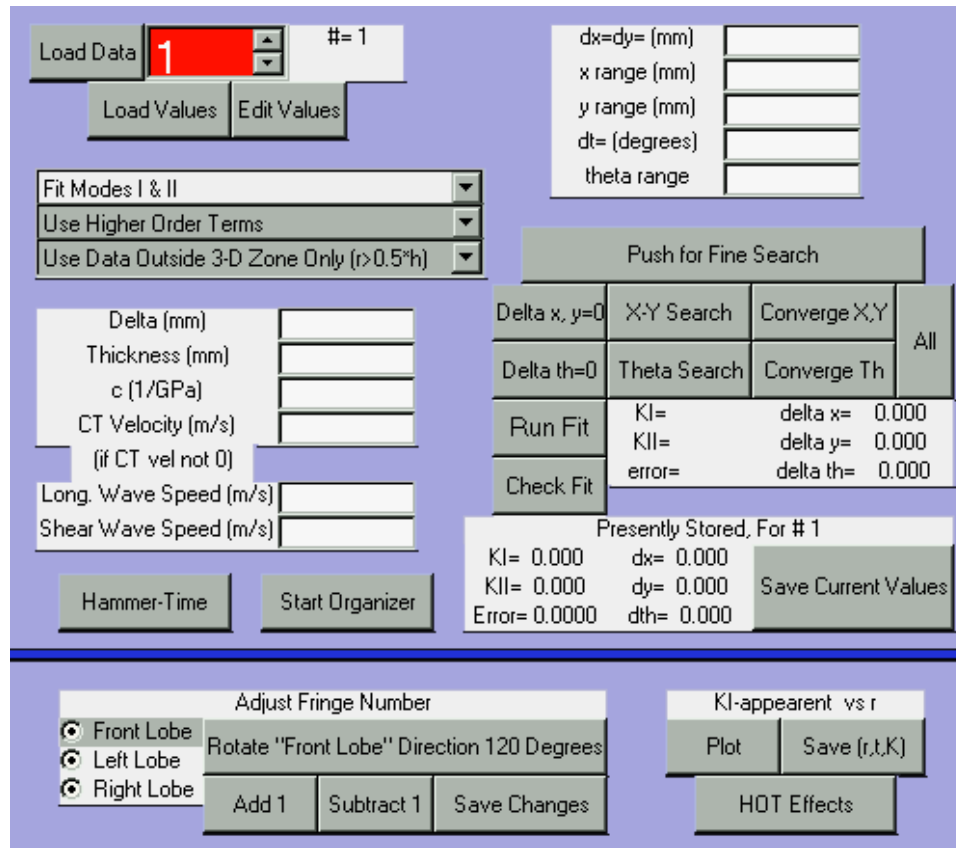 Load Data
1
#= 1
Load Values
Edit Values
dx=dy= (mm)
x range (mm)
y range (mm)
dt= (degrees)
theta range
Fit Modes I & II
Use Higher Order Terms
Use Data Outside 3-D Zone Only (r>0.5*h)
Push for Fine Search
Delta x, y=0
X-Y Search
Converge X,Y
All
Delta th=0
Theta Search
Converge Th
Run Fit
Check Fit
KI=
delta x= 0.000
KII=
delta y= 0.000
error=
delta th= 0.000
Delta (mm)
Thickness (mm)
c (1/GPa)
CT Velocity (m/s)
(if CT vel not 0)
Long. Wave Speed (m/s)
Shear Wave Speed (m/s)
Presently Stored, For # 1
KI= 0.000 dx= 0.000
KII= 0.000 dy= 0.000
Error= 0.0000 dth= 0.000
Save Current Values
Hammer-Time
Start Organizer
Adjust Fringe Number
Front Lobe
Left Lobe
Right Lobe
Rotate "Front Lobe" Direction 120 Degrees
Add 1
Subtract 1
Save Changes
KI-appearent vs r
Plot
Save (r,t,K)
HOT Effects